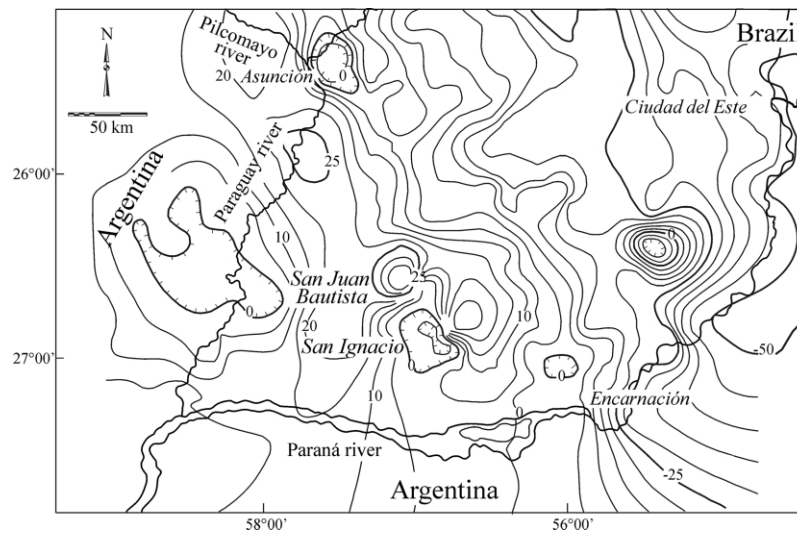 Pilcomayo
river
20
Asunción
0
N
50 km
Brazi
Ciudad del Este
26°00'
Argentina
Paraguay river
25
10
0
San Juan
Bautista
25
0
20
10
San Ignacio
27°00'
0
-50
10
0
Encarnación
Paraná river
-25
Argentina
58°00'
56°00'